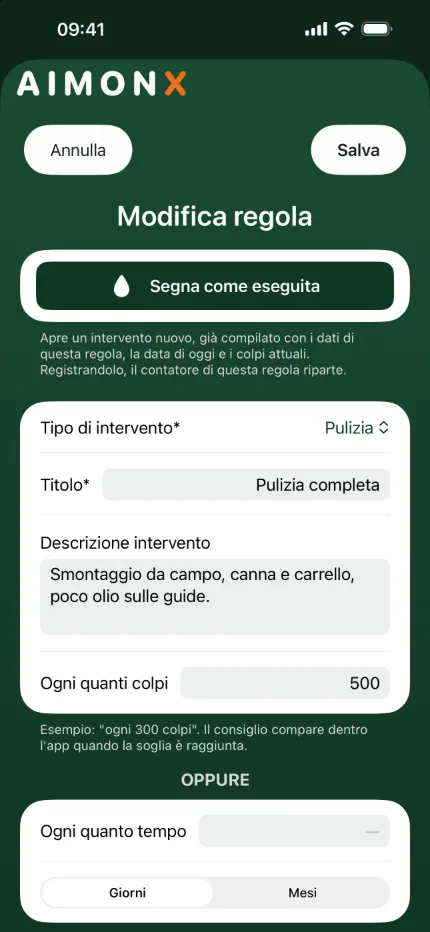 09:41
AIMONX
Annulla
Salva
Modifica regola
Segna come eseguita
Apre un intervento nuovo, già compilato con i dati di
questa regola, la data di oggi e i colpi attuali.
Registrandolo, il contatore di questa regola riparte.
Tipo di intervento*
Pulizia
Titolo*
Pulizia completa
Descrizione intervento
Smontaggio da campo, canna e carrello,
poco olio sulle guide.
Ogni quanti colpi
500
Esempio: "ogni 300 colpi". Il consiglio compare dentro
l'app quando la soglia è raggiunta.
OPPURE
Ogni quanto tempo
—
Giorni
Mesi